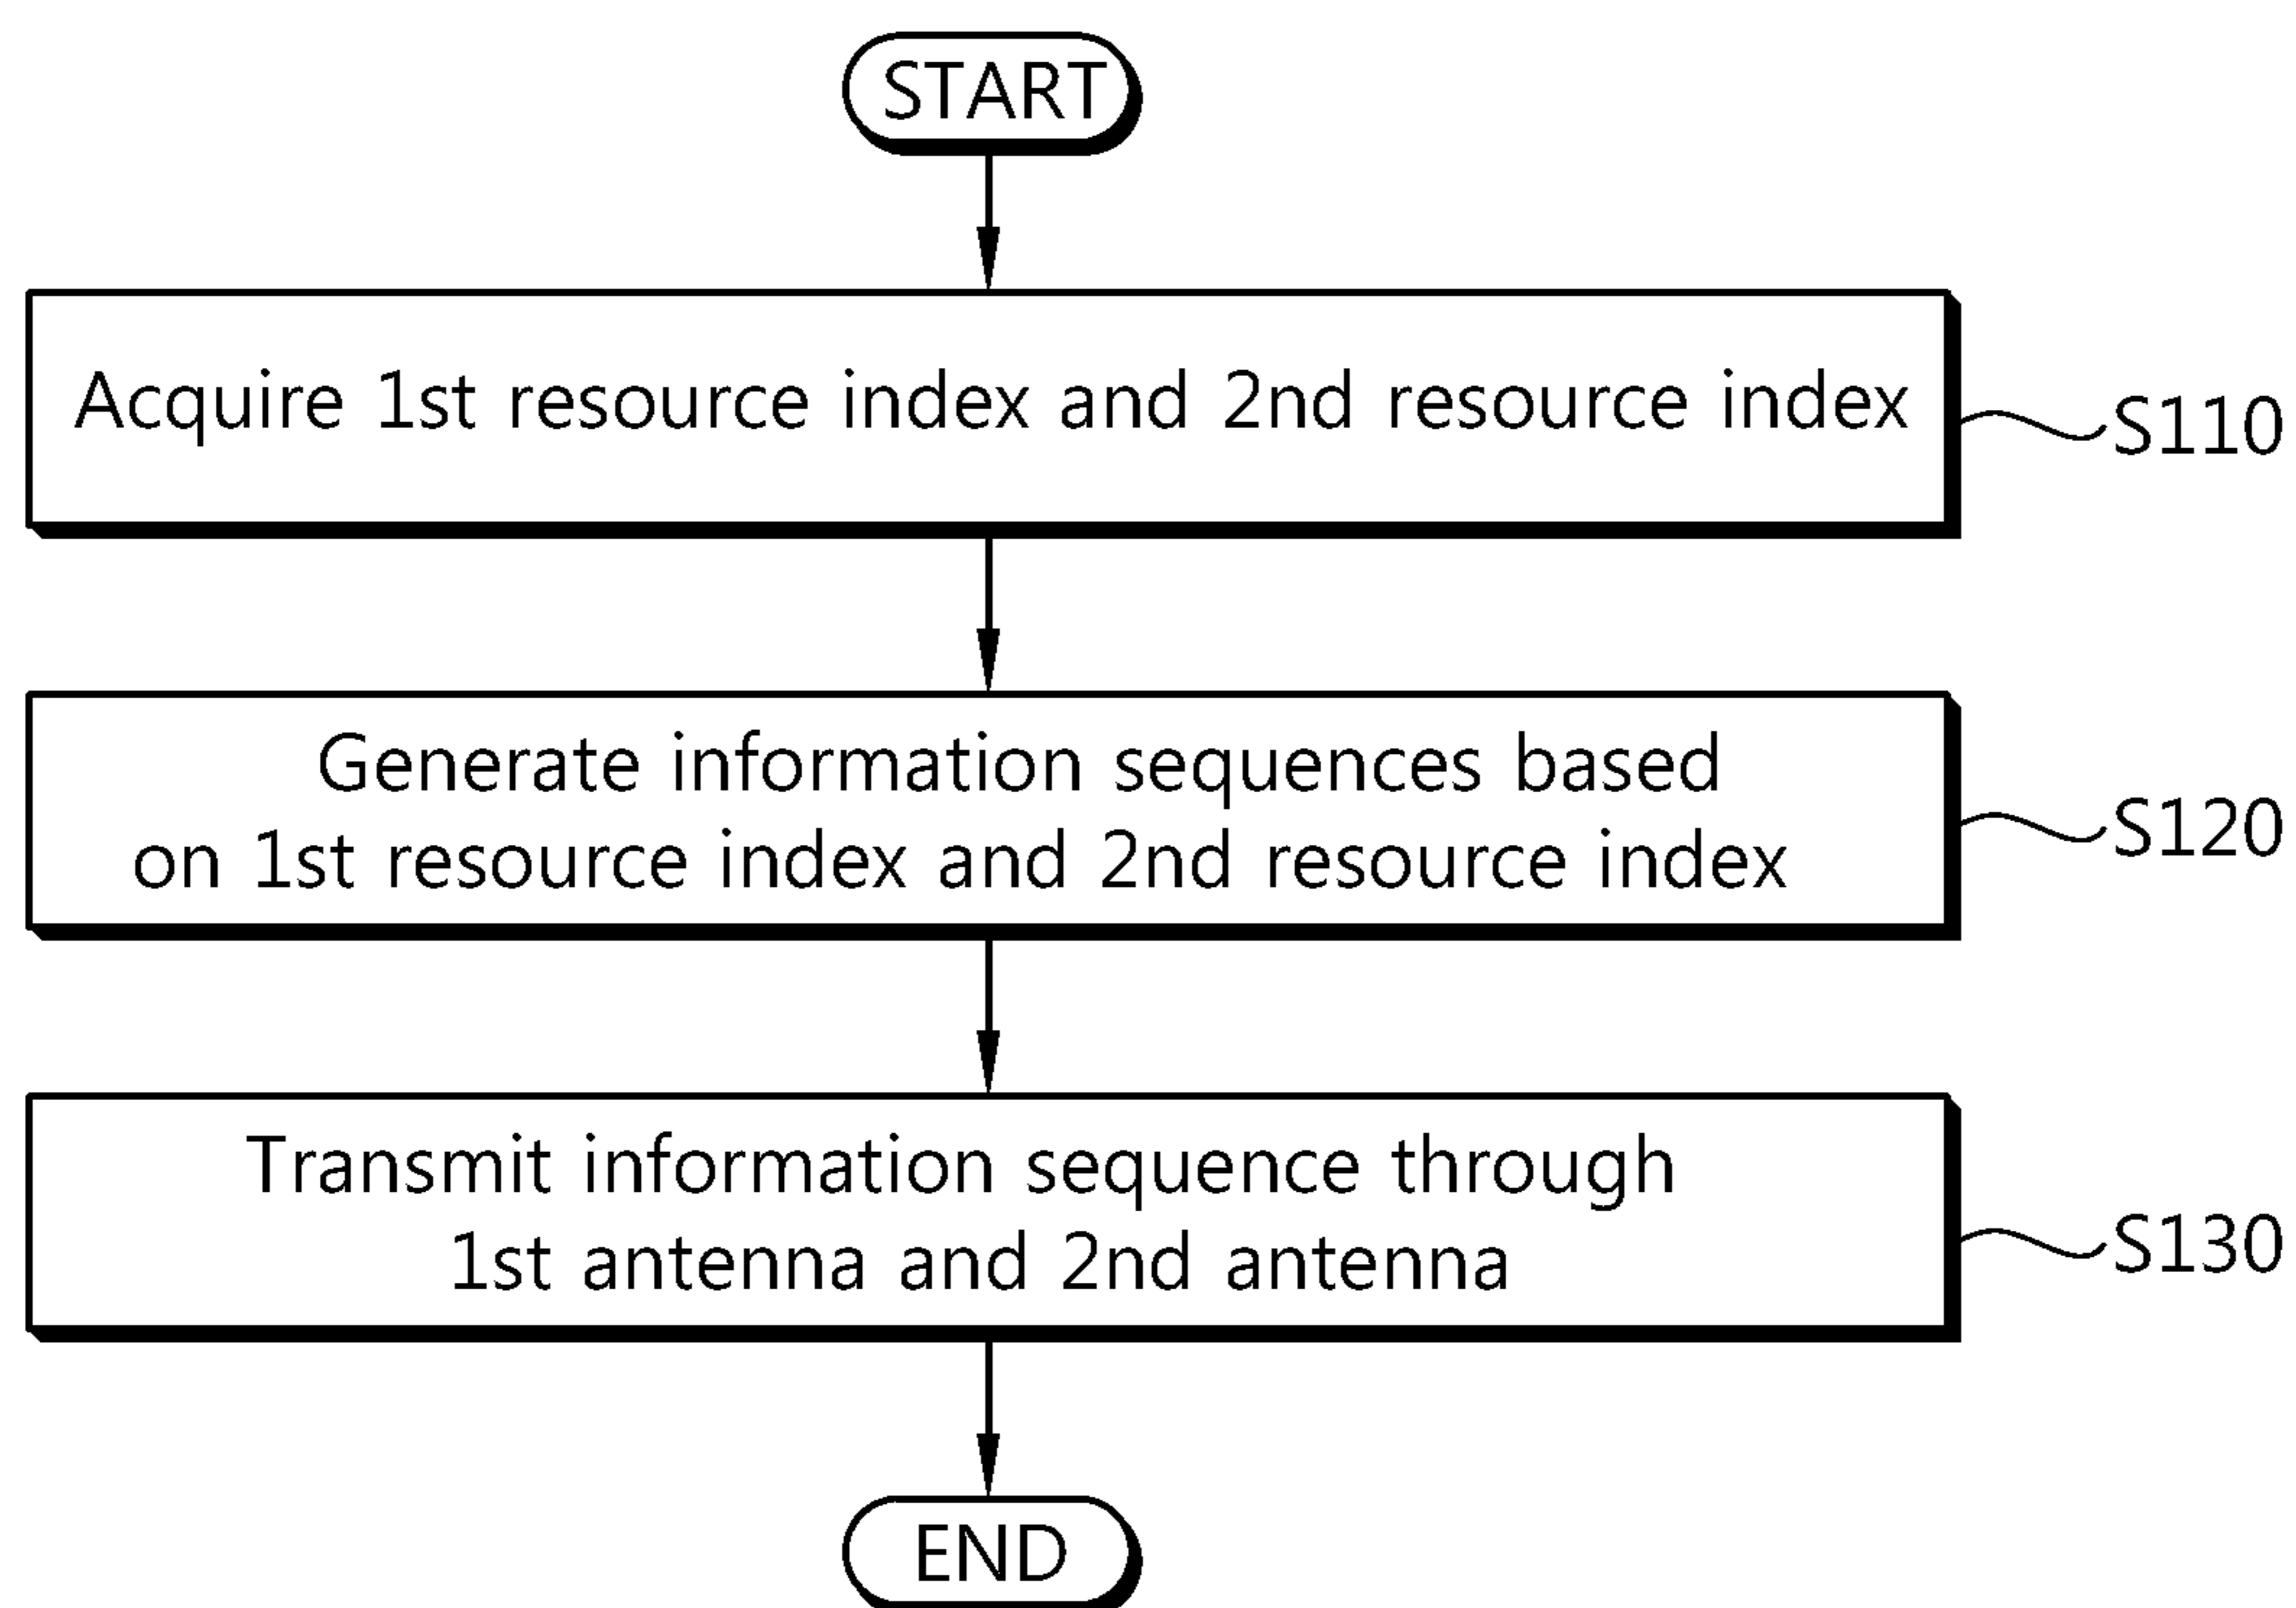 START
Acquire 1st resource index and 2nd resource index
S110
Generate information sequences based
on 1st resource index and 2nd resource index
S120
Transmit information sequence through
1st antenna and 2nd antenna
S130
END